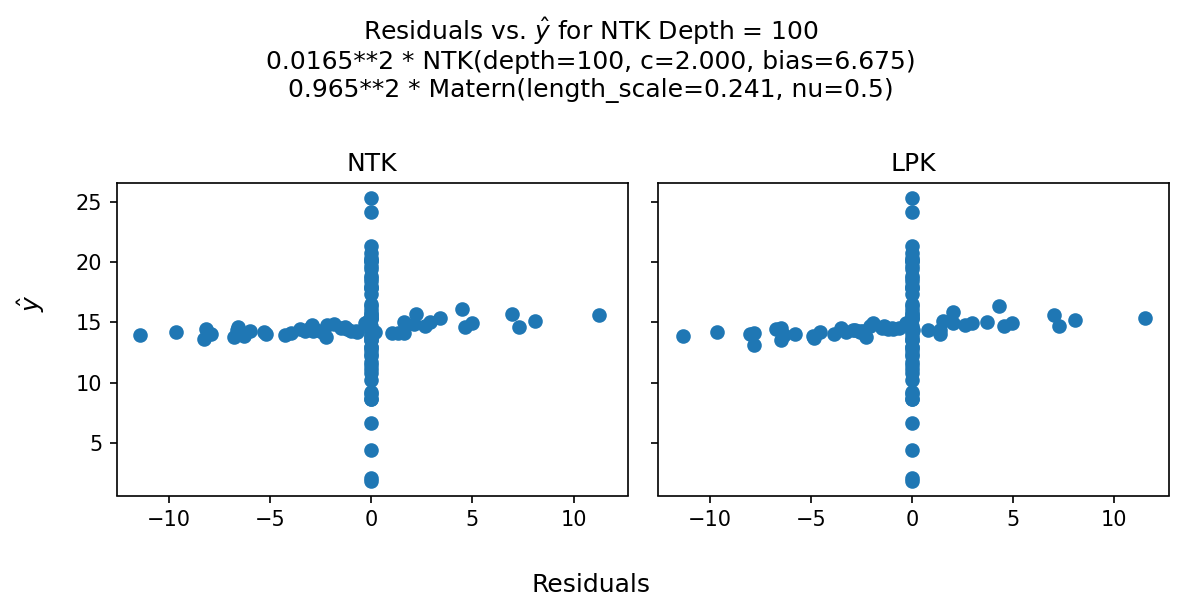 Residuals vs. ŷ for NTK Depth = 100
0.0165**2 * NTK(depth=100, c=2.000, bias=6.675)
0.965**2 * Matern(length_scale=0.241, nu=0.5)
NTK
LPK
25
20
15
10
5
ŷ
−10 −5 0 5 10
−10 −5 0 5 10
Residuals